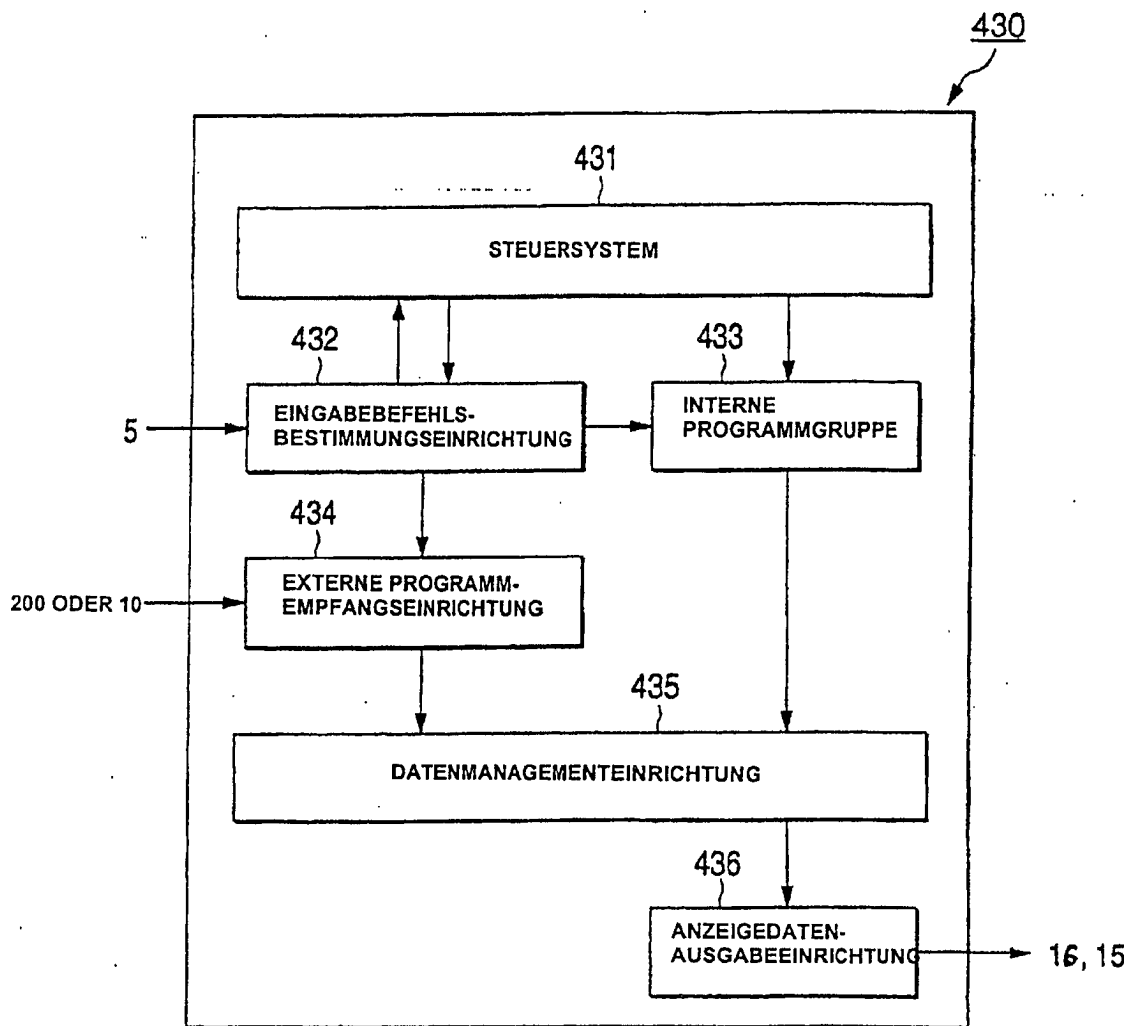 430
431
STEUERSYSTEM
432
433
5
EINGABEBEFEHLS-
BESTIMMUNGSEINRICHTUNG
INTERNE
PROGRAMMGRUPPE
434
200 ODER 10
EXTERNE PROGRAMM-
EMPFANGSEINRICHTUNG
435
DATENMANAGEMENTEINRICHTUNG
436
ANZEIGEDATEN-
AUSGABEEINRICHTUNG
16, 15